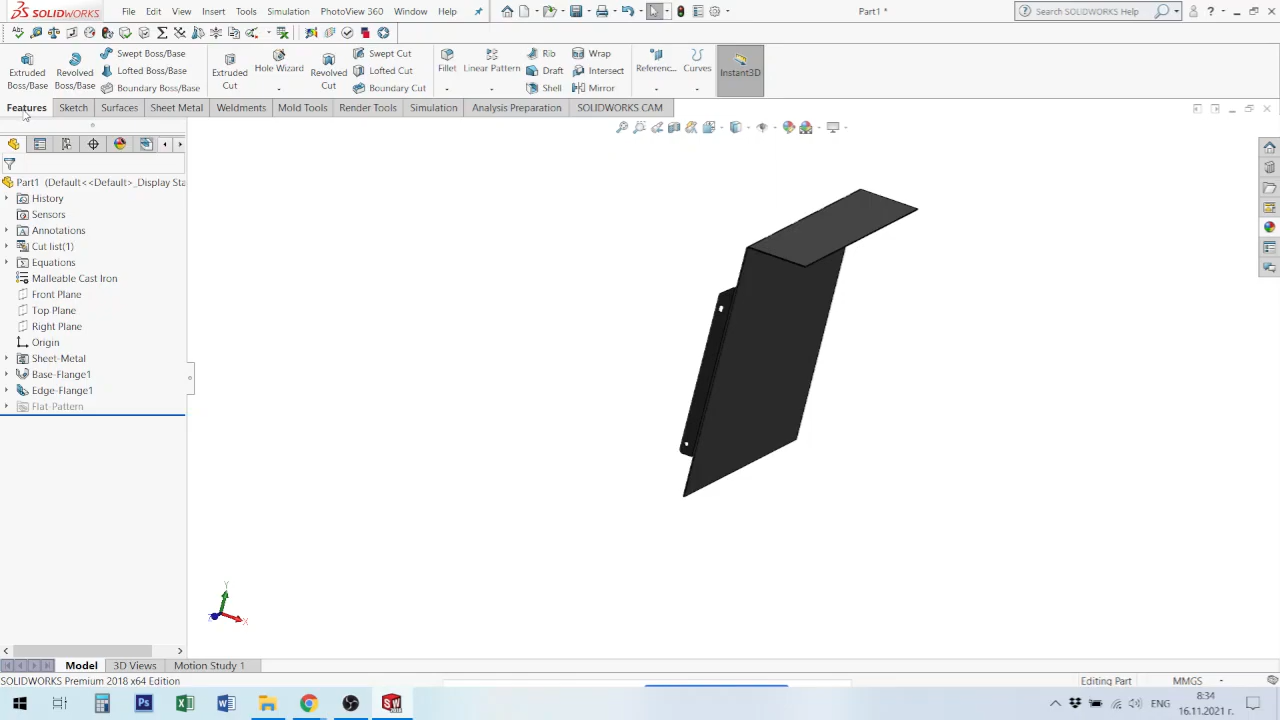 SOLIDWORKS File Edit View Insert Tools Simulation PhotoView 360 Window Help Part1 * Search SOLIDWORKS Help
Extruded Boss/Base
Revolved Boss/Base
Swept Boss/Base
Lofted Boss/Base
Boundary Boss/Base
Extruded Cut
Hole Wizard
Revolved Cut
Swept Cut
Lofted Cut
Boundary Cut
Fillet
Linear Pattern
Rib
Draft
Shell
Wrap
Intersect
Mirror
Referenc...
Curves
Instant3D
Features Sketch Surfaces Sheet Metal Weldments Mold Tools Render Tools Simulation Analysis Preparation SOLIDWORKS CAM
Part1 (Default<<Default>_Display Sta
History
Sensors
Annotations
Cut list(1)
Equations
Malleable Cast Iron
Front Plane
Top Plane
Right Plane
Origin
Sheet-Metal
Base-Flange1
Edge-Flange1
Flat-Pattern
Y
X
Model 3D Views Motion Study 1
SOLIDWORKS Premium 2018 x64 Edition Editing Part MMGS
ENG
8:34
16.11.2021 г.